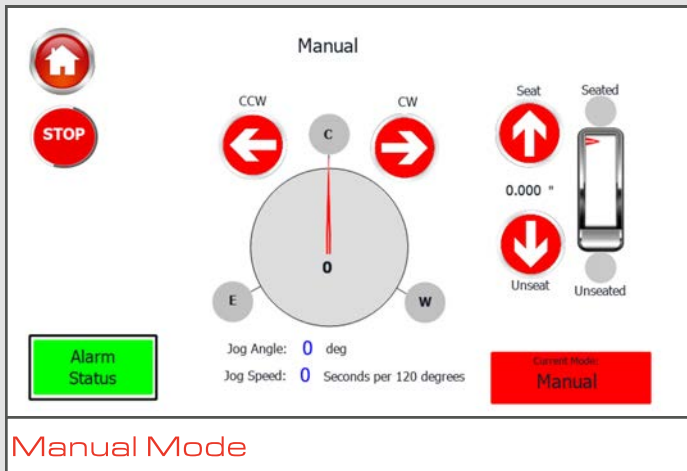 Manual
STOP
CCW
CW
C
Seat
Seated
0.000 "
0
E
W
Unseat
Unseated
Jog Angle: 0 deg
Jog Speed: 0 Seconds per 120 degrees
Alarm
Status
Current Mode:
Manual
Manual Mode